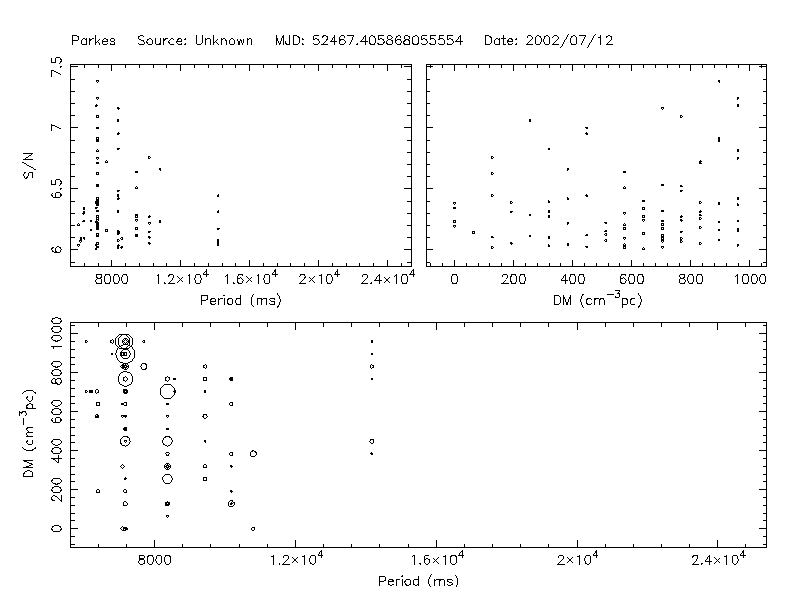 Parkes Source: Unknown MJD: 52467.405868055554 Date: 2002/07/12
7.5
7
6.5
6
S/N
8000 1.2×10⁴ 1.6×10⁴ 2×10⁴ 2.4×10⁴
Period (ms)
0 200 400 600 800 1000
DM (cm⁻³pc)
1000
800
600
400
200
0
DM (cm⁻³pc)
8000 1.2×10⁴ 1.6×10⁴ 2×10⁴ 2.4×10⁴
Period (ms)